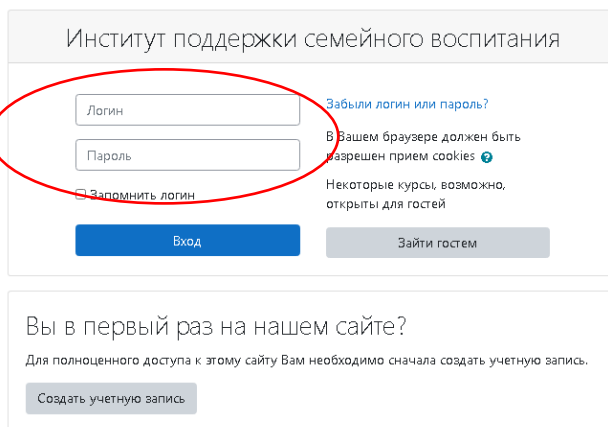 Институт поддержки семейного воспитания
Логин
Пароль
Запомнить логин
Вход
Забыли логин или пароль?
В Вашем браузере должен быть
разрешен прием cookies ?
Некоторые курсы, возможно,
открыты для гостей
Зайти гостем
Вы в первый раз на нашем сайте?
Для полноценного доступа к этому сайту Вам необходимо сначала создать учетную запись.
Создать учетную запись